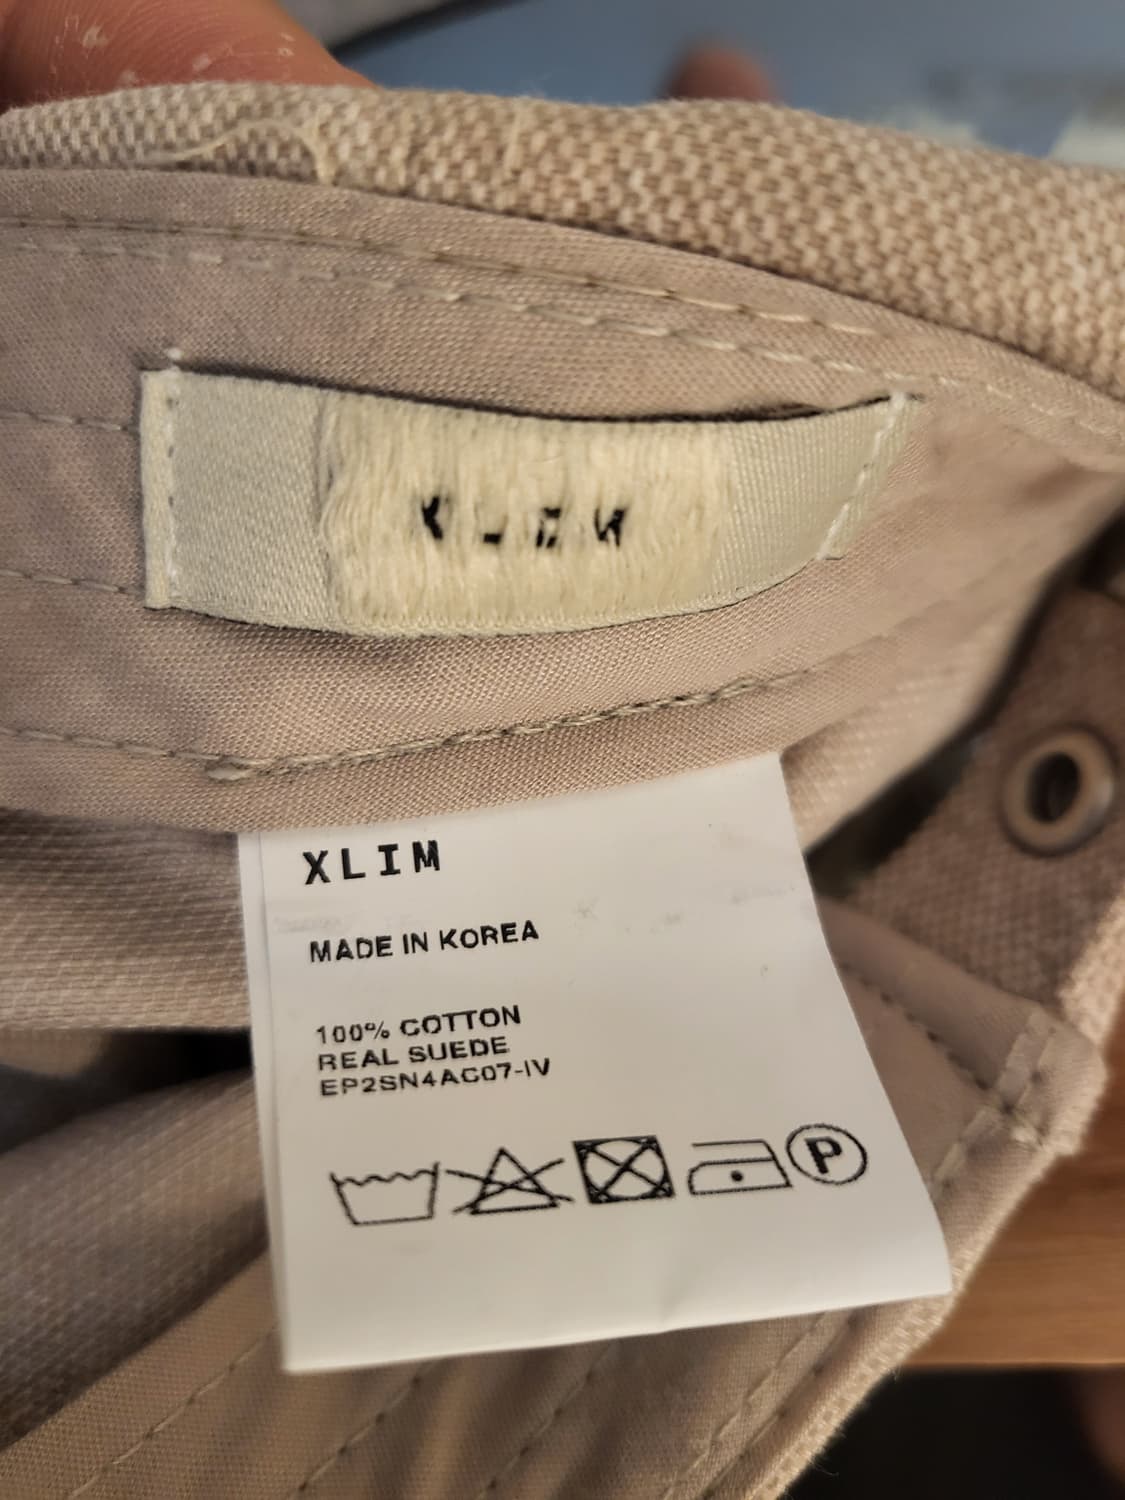 XLIM
XLIM
MADE IN KOREA
100% COTTON
REAL SUEDE
EP2SN4AC07-IV
P